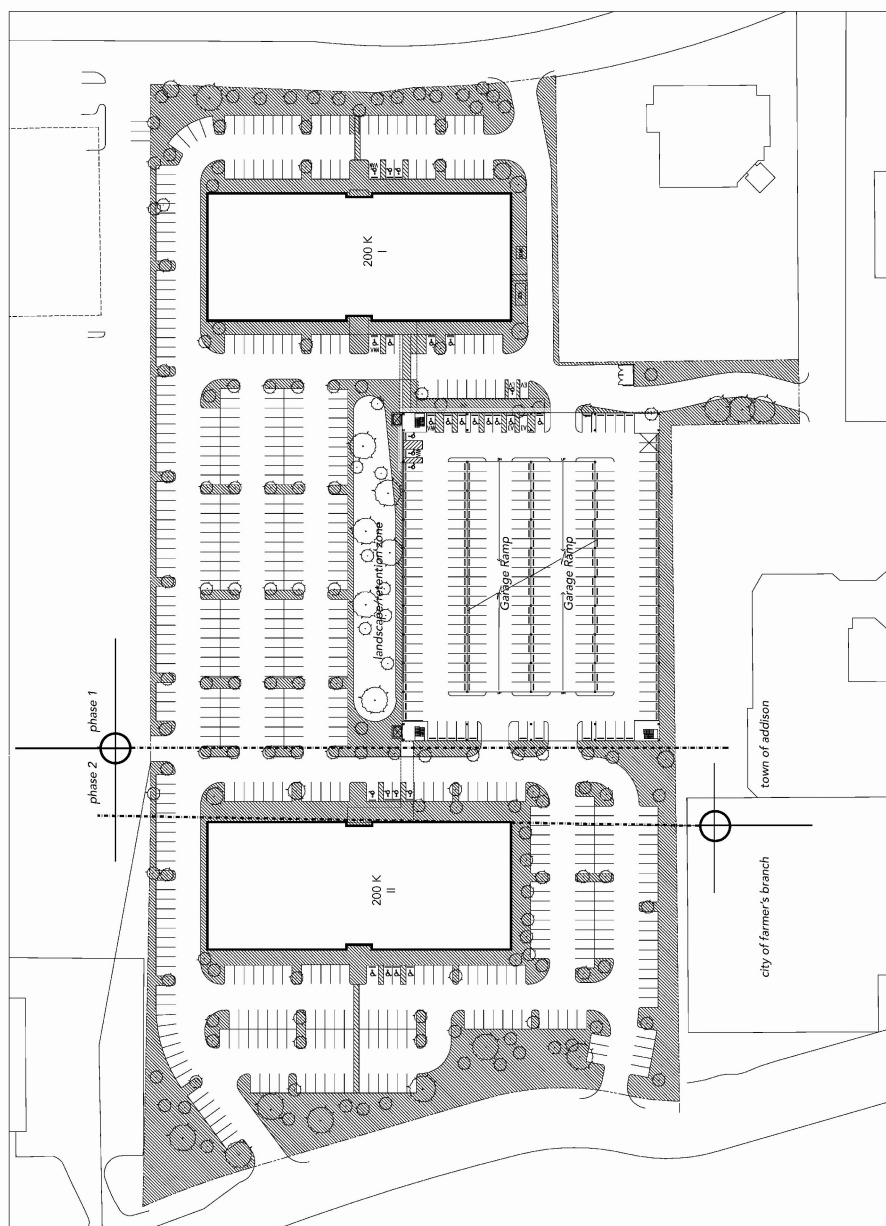 200 K
I
landscape/retention zone
Garage Ramp
Garage Ramp
phase 1
phase 2
town of addison
city of farmer's branch
200 K
II